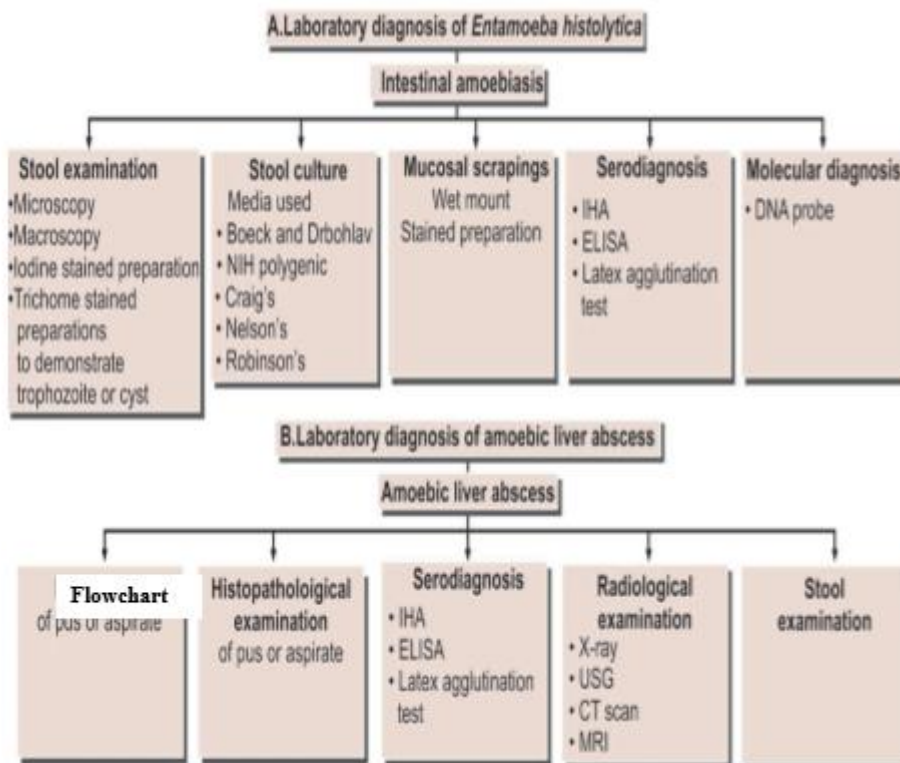 A.Laboratory diagnosis of Entamoeba histolytica
Intestinal amoebiasis
Stool examination
•Microscopy
•Macroscopy
•Iodine stained preparation
•Trichome stained
preparations
to demonstrate
trophozoite or cyst
Stool culture
Media used
• Boeck and Drbohlav
• NIH polygenic
• Craig's
• Nelson's
• Robinson's
Mucosal scrapings
Wet mount
Stained preparation
Serodiagnosis
• IHA
• ELISA
• Latex agglutination
test
Molecular diagnosis
• DNA probe
B.Laboratory diagnosis of amoebic liver abscess
Amoebic liver abscess
Flowchart
of pus or aspirate
Histopatholoigical
examination
of pus or aspirate
Serodiagnosis
• IHA
• ELISA
• Latex agglutination
test
Radiological
examination
• X-ray
• USG
• CT scan
• MRI
Stool
examination